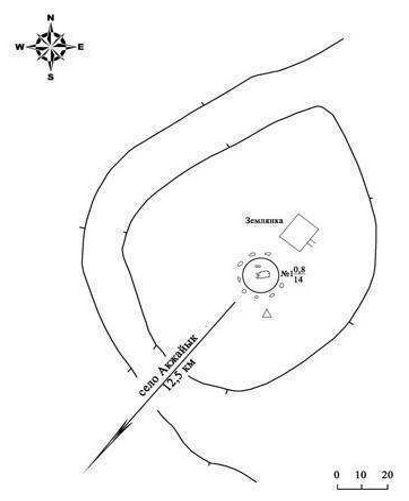 N
W E
S
Землянка
№1 0,8
14
село Акжайык
12,5 км
0 10 20